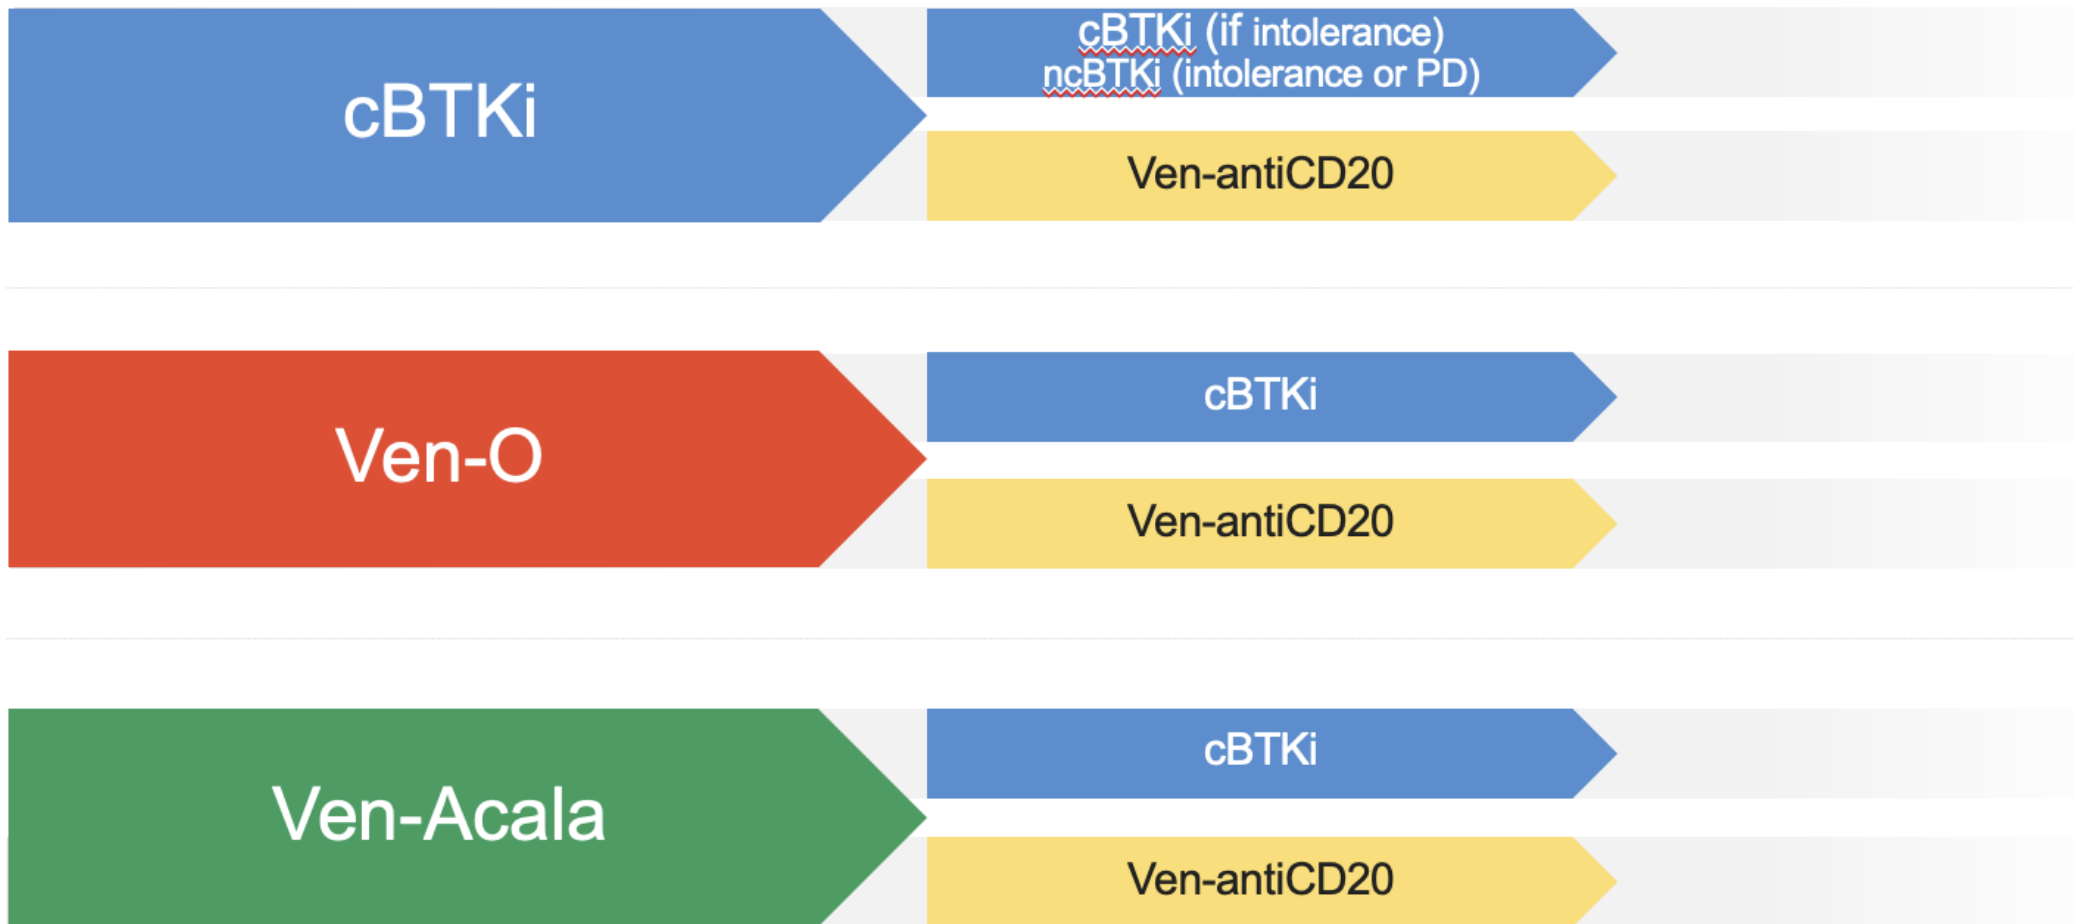 cBTKi
cBTKi (if intolerance)
ncBTKi (intolerance or PD)
Ven-antiCD20
Ven-O
cBTKi
Ven-antiCD20
Ven-Acala
cBTKi
Ven-antiCD20